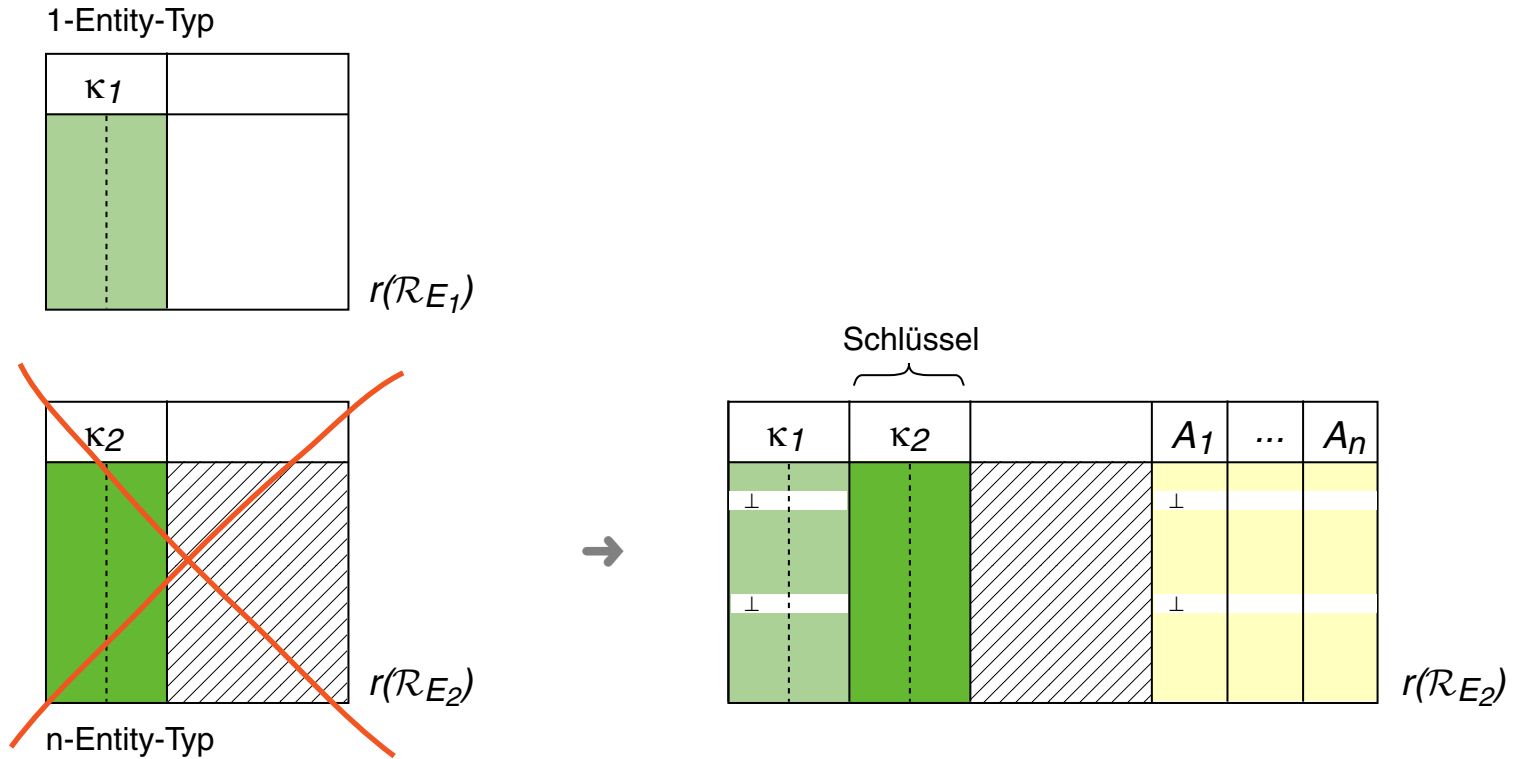 1-Entity-Typ
κ1
r(ℛE1)
Schlüssel
κ2
κ1 κ2 A1 ... An
⊥ ⊥
⊥ ⊥
r(ℛE2)
r(ℛE2)
n-Entity-Typ